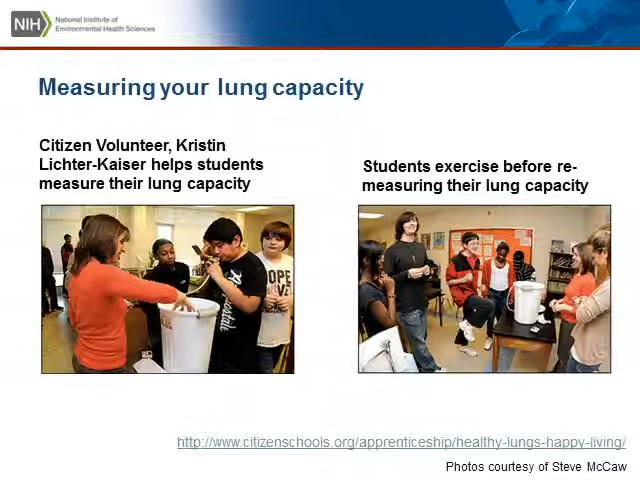 NIH
National Institute of
Environmental Health Sciences
Measuring your lung capacity
Citizen Volunteer, Kristin
Lichter-Kaiser helps students
measure their lung capacity
Students exercise before re-
measuring their lung capacity
http://www.citizenschools.org/apprenticeship/healthy-lungs-happy-living/
Photos courtesy of Steve McCaw